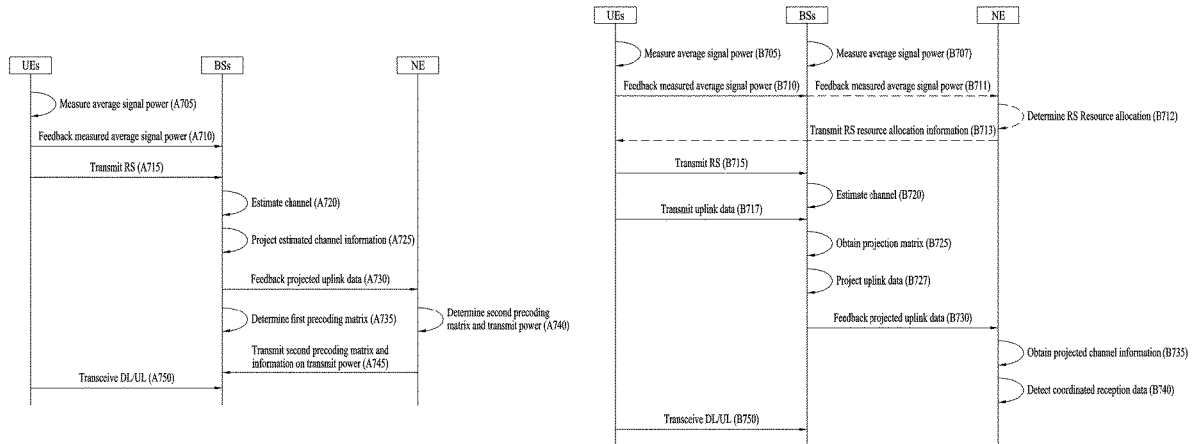 UEs
BSs
NE
Measure average signal power (A705)
Feedback measured average signal power (A710)
Transmit RS (A715)
Estimate channel (A720)
Project estimated channel information (A725)
Feedback projected uplink data (A730)
Determine first precoding matrix (A735)
Determine second precoding
matrix and transmit power (A740)
Transmit second precoding matrix and
information on transmit power (A745)
Transceive DL/UL (A750)
UEs
BSs
NE
Measure average signal power (B705)
Measure average signal power (B707)
Feedback measured average signal power (B710)
Feedback measured average signal power (B711)
Determine RS Resource allocation (B712)
Transmit RS resource allocation information (B713)
Transmit RS (B715)
Estimate channel (B720)
Transmit uplink data (B717)
Obtain projection matrix (B725)
Project uplink data (B727)
Feedback projected uplink data (B730)
Obtain projected channel information (B735)
Detect coordinated reception data (B740)
Transceive DL/UL (B750)